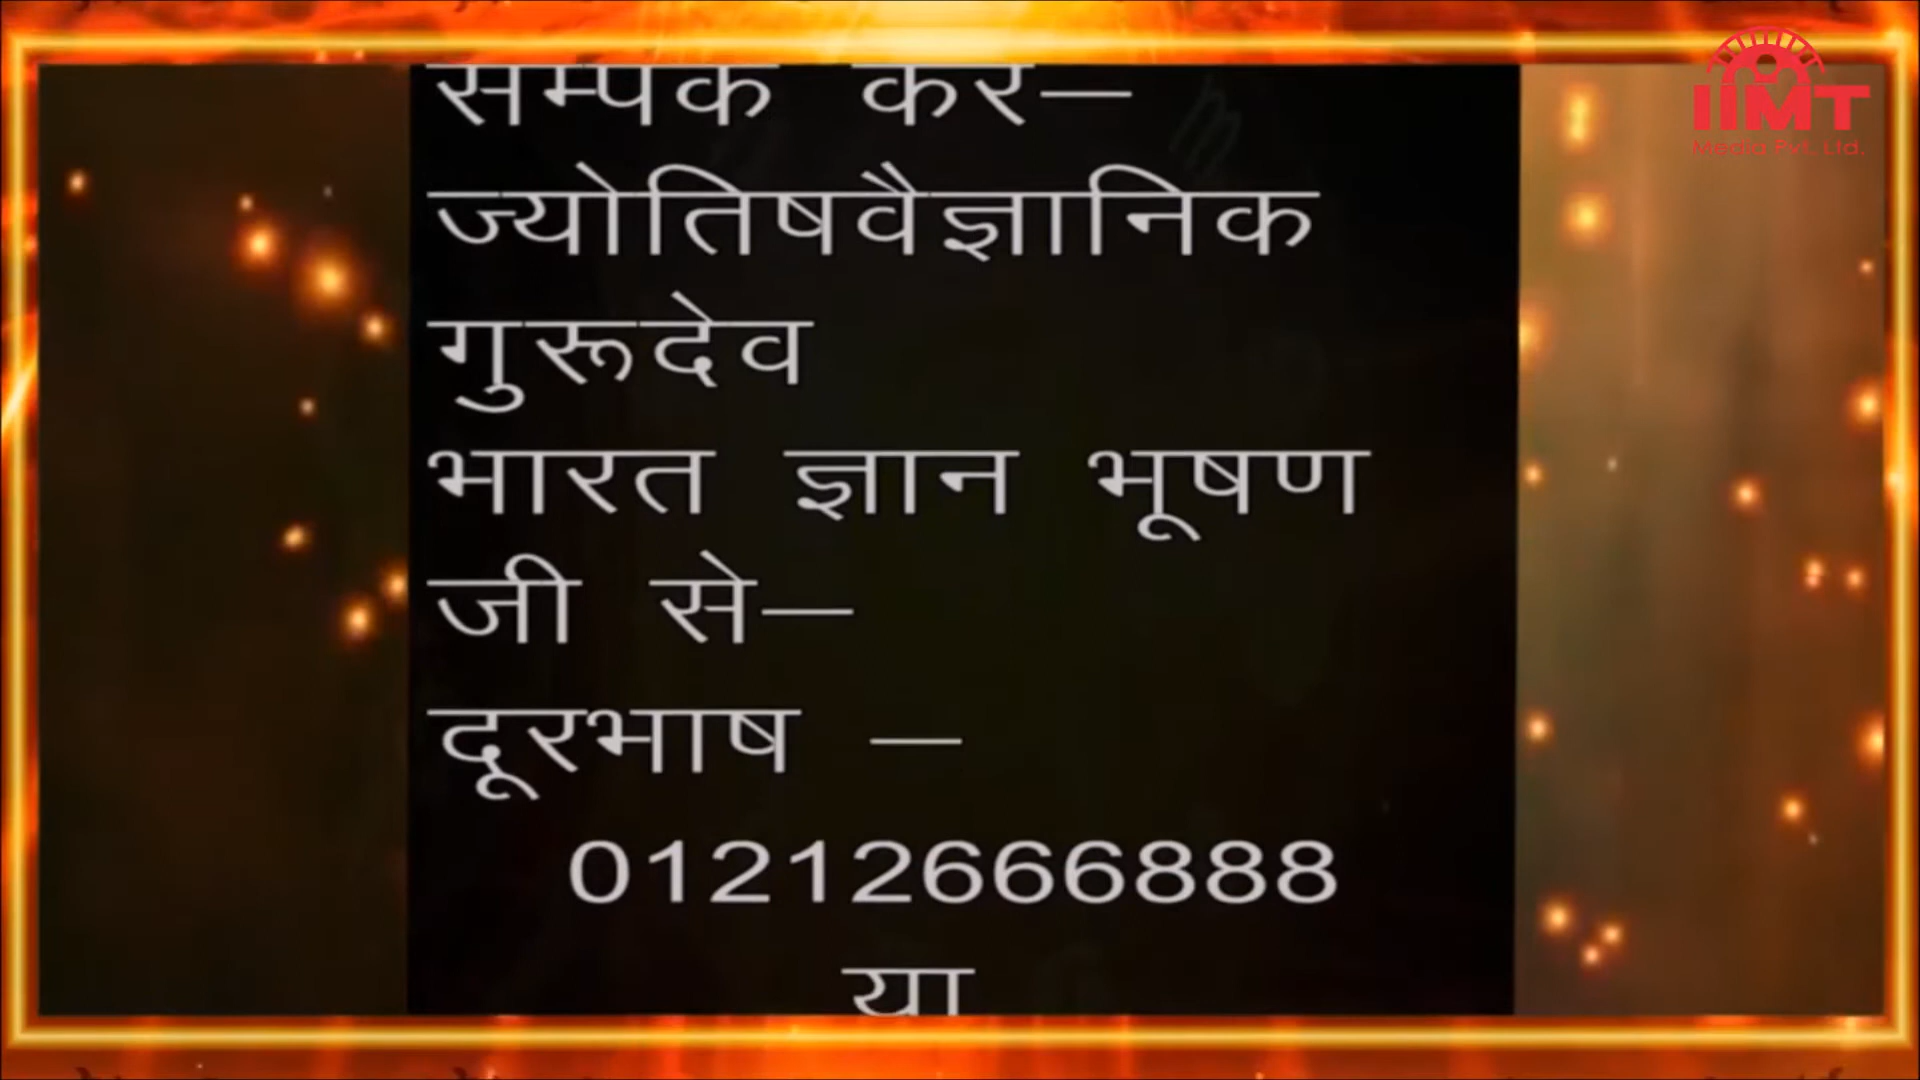 सम्पर्क करें—
ज्योतिषवैज्ञानिक
गुरूदेव
भारत ज्ञान भूषण
जी से—
दूरभाष —
01212666888
या
IIMT
Media Pvt. Ltd.